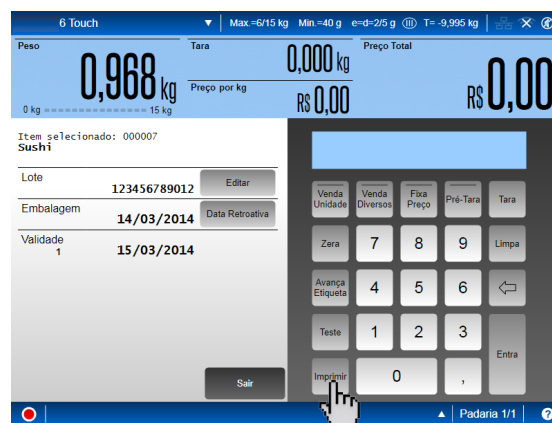 6 Touch ▼ Max.=6/15 kg Min.=40 g e=d=2/5 g III T= -9,995 kg
Peso Tara Preço Total
0,968 kg 0,000 kg
Preço por kg
R$ 0,00 R$ 0,00
0 kg 15 kg
Item selecionado: 000007
Sushi
Lote
123456789012 Editar
Embalagem
14/03/2014 Data Retroativa
Validade
1 15/03/2014
Sair
Venda Unidade Venda Diversos Fixa Preço Pré-Tara Tara
Zera 7 8 9 Limpa
Avança Etiqueta 4 5 6
Teste 1 2 3
Entra
Imprimir 0 ,
▲ Padaria 1/1 ?